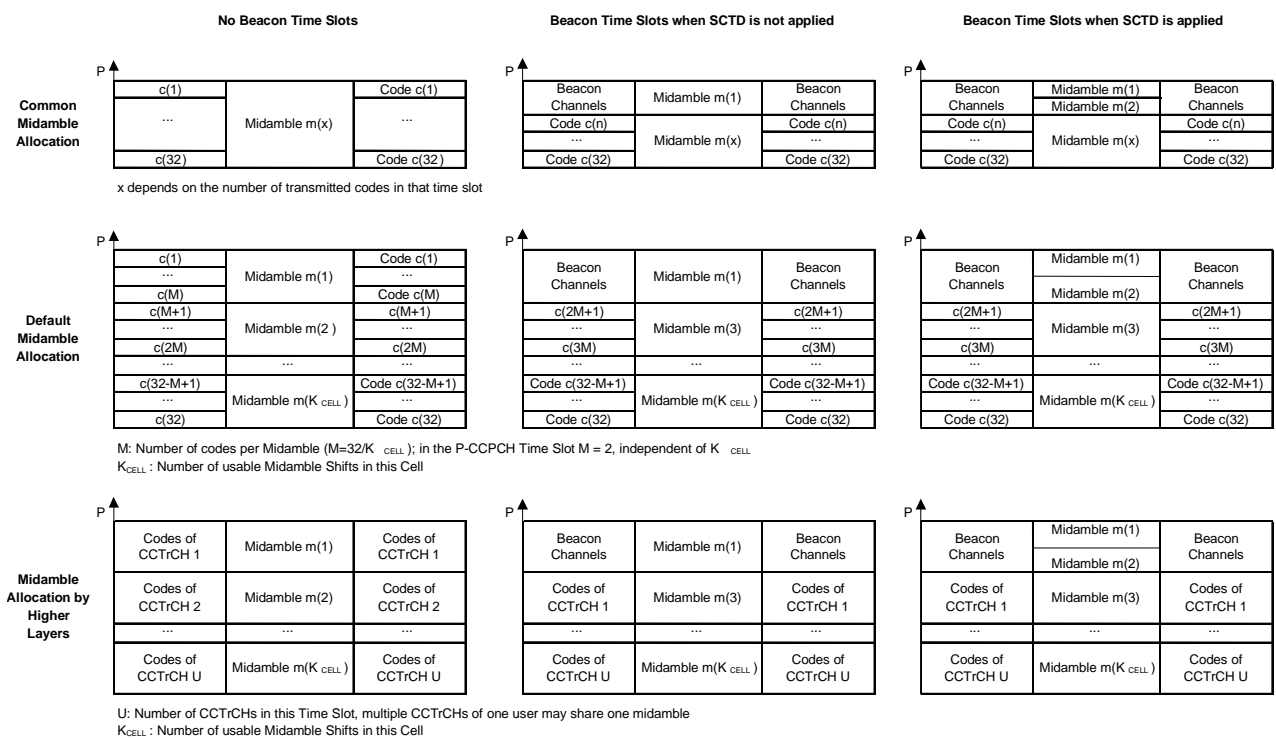 No Beacon Time Slots
Beacon Time Slots when SCTD is not applied
Beacon Time Slots when SCTD is applied
Common
Midamble
Allocation
P
c(1)
...
c(32)
Midamble m(x)
Code c(1)
...
Code c(32)
P
Beacon
Channels
Code c(n)
...
Code c(32)
Midamble m(1)
Midamble m(x)
Beacon
Channels
Code c(n)
...
Code c(32)
P
Beacon
Channels
Code c(n)
...
Code c(32)
Midamble m(1)
Midamble m(2)
Midamble m(x)
Beacon
Channels
Code c(n)
...
Code c(32)
x depends on the number of transmitted codes in that time slot
Default
Midamble
Allocation
P
c(1)
...
c(M)
c(M+1)
...
c(2M)
...
c(32-M+1)
...
c(32)
Midamble m(1)
Midamble m(2 )
...
Midamble m(K CELL )
Code c(1)
...
Code c(M)
c(M+1)
...
c(2M)
...
Code c(32-M+1)
...
Code c(32)
P
Beacon
Channels
c(2M+1)
...
c(3M)
...
Code c(32-M+1)
...
Code c(32)
Midamble m(1)
Midamble m(3)
...
Midamble m(K CELL )
Beacon
Channels
c(2M+1)
...
c(3M)
...
Code c(32-M+1)
...
Code c(32)
P
Beacon
Channels
c(2M+1)
...
c(3M)
...
Code c(32-M+1)
...
Code c(32)
Midamble m(1)
Midamble m(2)
Midamble m(3)
...
Midamble m(K CELL )
Beacon
Channels
c(2M+1)
...
c(3M)
...
Code c(32-M+1)
...
Code c(32)
M: Number of codes per Midamble (M=32/K CELL ); in the P-CCPCH Time Slot M = 2, independent of K CELL
KCELL : Number of usable Midamble Shifts in this Cell
Midamble
Allocation by
Higher
Layers
P
Codes of
CCTrCH 1
Codes of
CCTrCH 2
...
Codes of
CCTrCH U
Midamble m(1)
Midamble m(2)
...
Midamble m(K CELL )
Codes of
CCTrCH 1
Codes of
CCTrCH 2
...
Codes of
CCTrCH U
P
Beacon
Channels
Codes of
CCTrCH 1
...
Codes of
CCTrCH U
Midamble m(1)
Midamble m(3)
...
Midamble m(K CELL )
Beacon
Channels
Codes of
CCTrCH 1
...
Codes of
CCTrCH U
P
Beacon
Channels
Codes of
CCTrCH 1
...
Codes of
CCTrCH U
Midamble m(1)
Midamble m(2)
Midamble m(3)
...
Midamble m(K CELL )
Beacon
Channels
Codes of
CCTrCH 1
...
Codes of
CCTrCH U
U: Number of CCTrCHs in this Time Slot, multiple CCTrCHs of one user may share one midamble
KCELL : Number of usable Midamble Shifts in this Cell